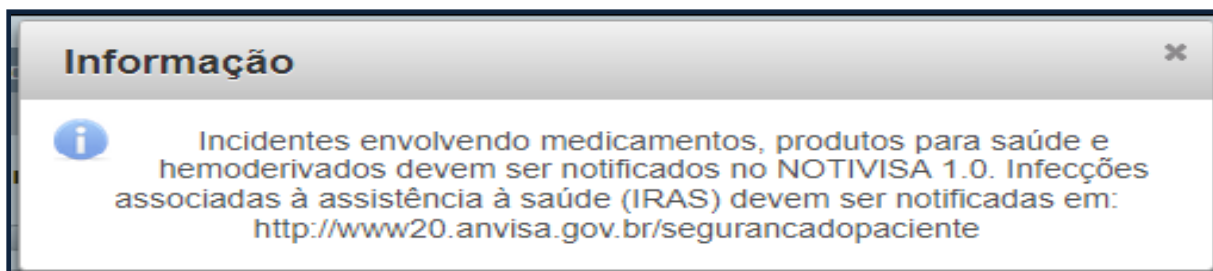 Informação
Incidentes envolvendo medicamentos, produtos para saúde e
hemoderivados devem ser notificados no NOTIVISA 1.0. Infecções
associadas à assistência à saúde (IRAS) devem ser notificadas em:
http://www20.anvisa.gov.br/segurancadopaciente